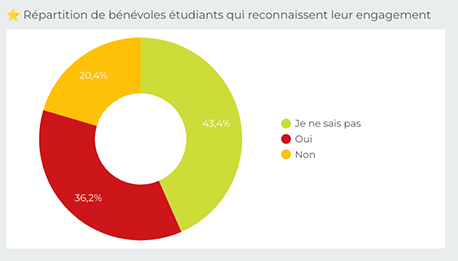 ⭐ Répartition de bénévoles étudiants qui reconnaissent leur engagement
20,4%
43,4%
36,2%
Je ne sais pas
Oui
Non